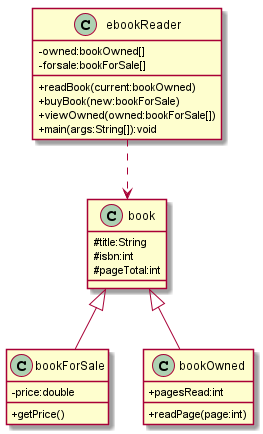 C ebookReader
-owned:bookOwned[]
-forsale:bookForSale[]
+readBook(current:bookOwned)
+buyBook(new:bookForSale)
+viewOwned(owned:bookForSale[])
+main(args:String[]):void
C book
#title:String
#isbn:int
#pageTotal:int
C bookForSale
-price:double
+getPrice()
C bookOwned
+pagesRead:int
+readPage(page:int)